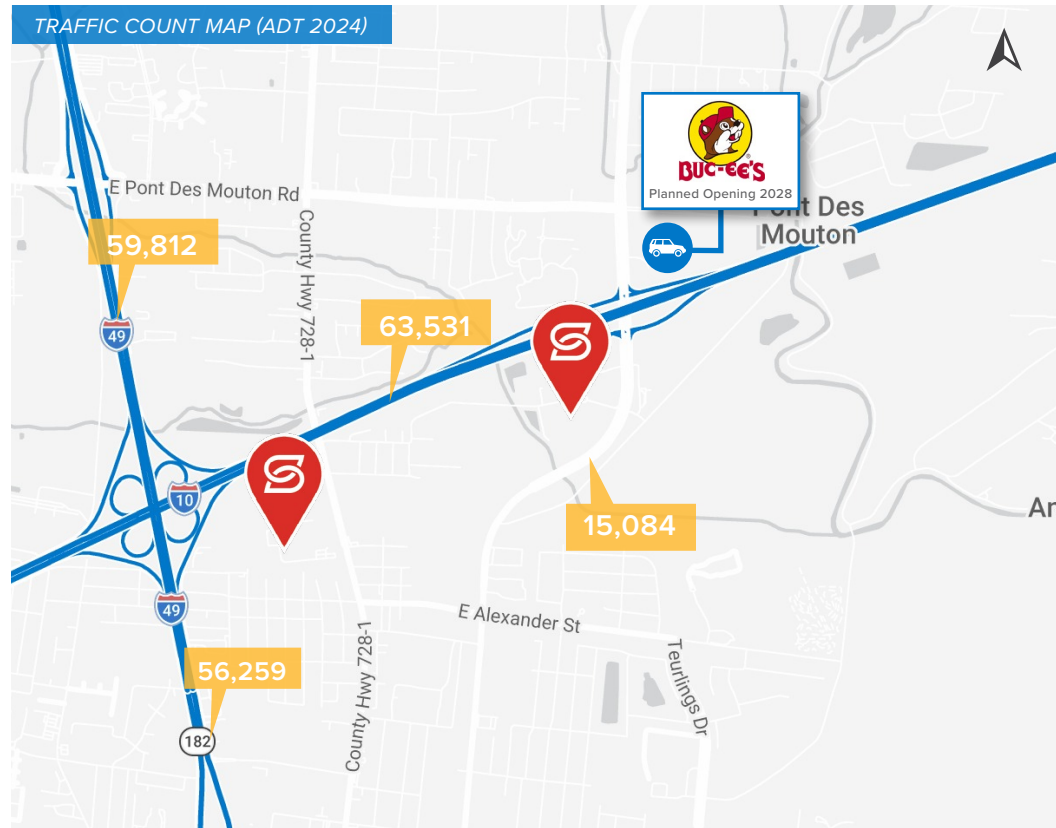 TRAFFIC COUNT MAP (ADT 2024)
BUC-EE'S
®
Planned Opening 2028
E Pont Des Mouton Rd
Pont Des
Mouton
59,812
County Hwy 728-1
49
63,531
10
15,084
Ar
49
E Alexander St
County Hwy 728-1
Teurlings Dr
56,259
182